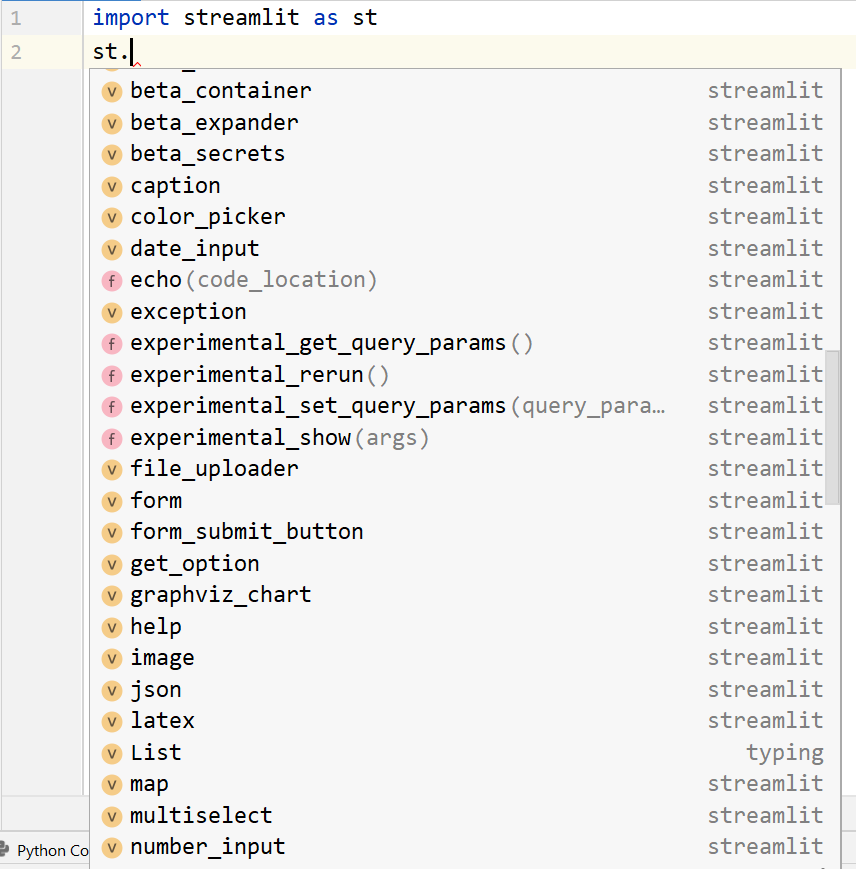 1 import streamlit as st
2 st.
v beta_container streamlit
v beta_expander streamlit
v beta_secrets streamlit
v caption streamlit
v color_picker streamlit
v date_input streamlit
f echo(code_location) streamlit
v exception streamlit
f experimental_get_query_params() streamlit
f experimental_rerun() streamlit
f experimental_set_query_params(query_para… streamlit
f experimental_show(args) streamlit
v file_uploader streamlit
v form streamlit
v form_submit_button streamlit
v get_option streamlit
v graphviz_chart streamlit
v help streamlit
v image streamlit
v json streamlit
v latex streamlit
v List typing
v map streamlit
v multiselect streamlit
v number_input streamlit
Python Co